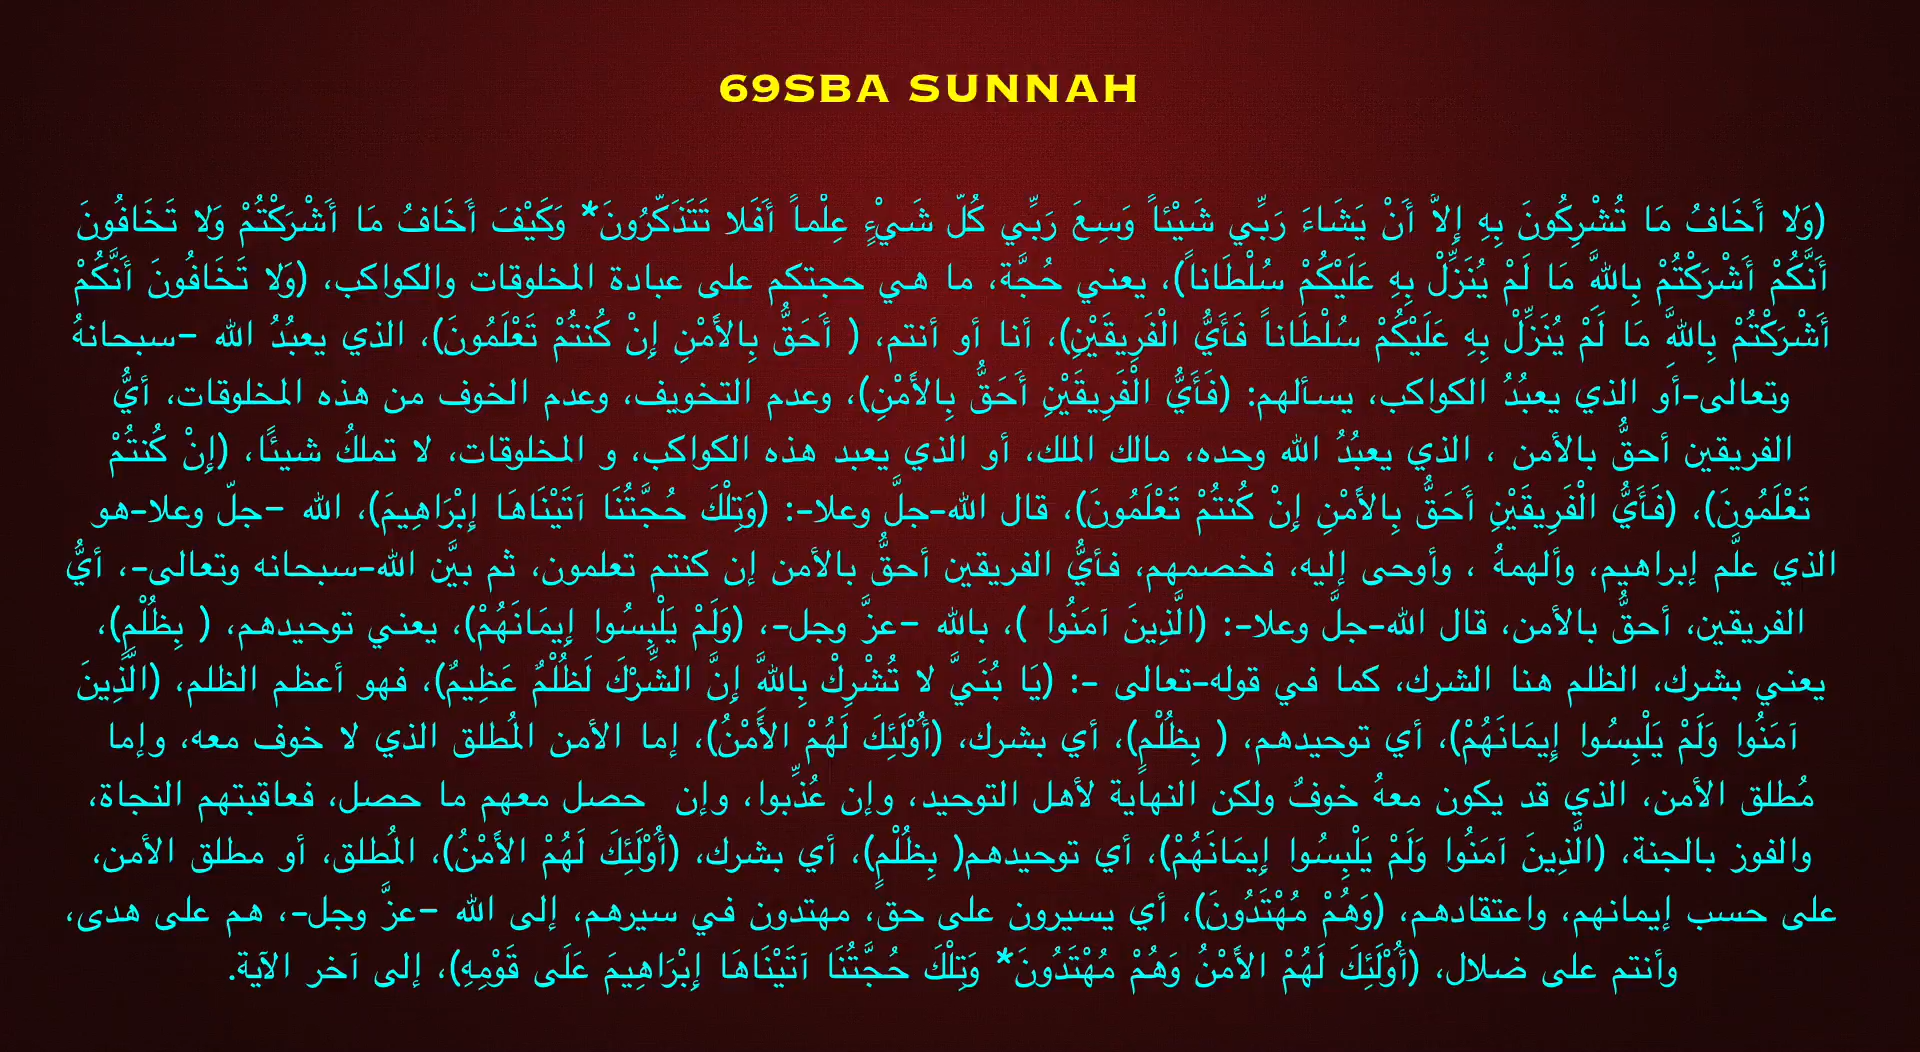 69SBA SUNNAH
(وَلا أَخَافُ مَا تُشْرِكُونَ بِهِ إِلاَّ أَنْ يَشَاءَ رَبِّي شَيْئاً وَسِعَ رَبِّي كُلَّ شَيْءٍ عِلْماً أَفَلا تَتَذَكَّرُونَ* وَكَيْفَ أَخَافُ مَا أَشْرَكْتُمْ وَلا تَخَافُونَ
أَنَّكُمْ أَشْرَكْتُمْ بِاللَّهِ مَا لَمْ يُنَزِّلْ بِهِ عَلَيْكُمْ سُلْطَاناً)، يعني حُجَّة، ما هي حجتكم على عبادة المخلوقات والكواكب، (وَلا تَخَافُونَ أَنَّكُمْ
أَشْرَكْتُمْ بِاللَّهِ مَا لَمْ يُنَزِّلْ بِهِ عَلَيْكُمْ سُلْطَاناً فَأَيُّ الْفَرِيقَيْنِ)، أنا أو أنتم، ( أَحَقُّ بِالأَمْنِ إِنْ كُنتُمْ تَعْلَمُونَ)، الذي يعبُدُ الله –سبحانهُ
وتعالى-أو الذي يعبُدُ الكواكب، يسألهم: (فَأَيُّ الْفَرِيقَيْنِ أَحَقُّ بِالأَمْنِ)، وعدم التخويف، وعدم الخوف من هذه المخلوقات، أيُّ
الفريقين أحقُّ بالأمن ، الذي يعبُدُ الله وحده، مالك الملك، أو الذي يعبد هذه الكواكب، و المخلوقات، لا تملكُ شيئًا، (إِنْ كُنتُمْ
تَعْلَمُونَ)، (فَأَيُّ الْفَرِيقَيْنِ أَحَقُّ بِالأَمْنِ إِنْ كُنتُمْ تَعْلَمُونَ)، قال الله-جلَّ وعلا-: (وَتِلْكَ حُجَّتُنَا آتَيْنَاهَا إِبْرَاهِيمَ)، الله –جلّ وعلا-هو
الذي علَّم إبراهيم، وألهمهُ ، وأوحى إليه، فخصمهم، فأيُّ الفريقين أحقُّ بالأمن إن كنتم تعلمون، ثم بيَّن الله-سبحانه وتعالى-، أيُّ
الفريقين، أحقُّ بالأمن، قال الله-جلَّ وعلا-: (الَّذِينَ آمَنُوا )، بالله –عزَّ وجل-، (وَلَمْ يَلْبِسُوا إِيمَانَهُمْ)، يعني توحيدهم، ( بِظُلْمٍ)،
يعني بشرك، الظلم هنا الشرك، كما في قوله-تعالى -: (يَا بُنَيَّ لا تُشْرِكْ بِاللَّهِ إِنَّ الشِّرْكَ لَظُلْمٌ عَظِيمٌ)، فهو أعظم الظلم، (الَّذِينَ
آمَنُوا وَلَمْ يَلْبِسُوا إِيمَانَهُمْ)، أي توحيدهم، ( بِظُلْمٍ)، أي بشرك، (أُوْلَئِكَ لَهُمْ الأَمْنُ)، إما الأمن المُطلق الذي لا خوف معه، وإما
مُطلق الأمن، الذي قد يكون معهُ خوفٌ ولكن النهاية لأهل التوحيد، وإن عُذِّبوا، وإن حصل معهم ما حصل، فعاقبتهم النجاة،
والفوز بالجنة، (الَّذِينَ آمَنُوا وَلَمْ يَلْبِسُوا إِيمَانَهُمْ)، أي توحيدهم( بِظُلْمٍ)، أي بشرك، (أُوْلَئِكَ لَهُمْ الأَمْنُ)، المُطلق، أو مطلق الأمن،
على حسب إيمانهم، واعتقادهم، (وَهُمْ مُهْتَدُونَ)، أي يسيرون على حق، مهتدون في سيرهم، إلى الله –عزَّ وجل-، هم على هدى،
وأنتم على ضلال، (أُوْلَئِكَ لَهُمْ الأَمْنُ وَهُمْ مُهْتَدُونَ* وَتِلْكَ حُجَّتُنَا آتَيْنَاهَا إِبْرَاهِيمَ عَلَى قَوْمِهِ)، إلى آخر الآية.